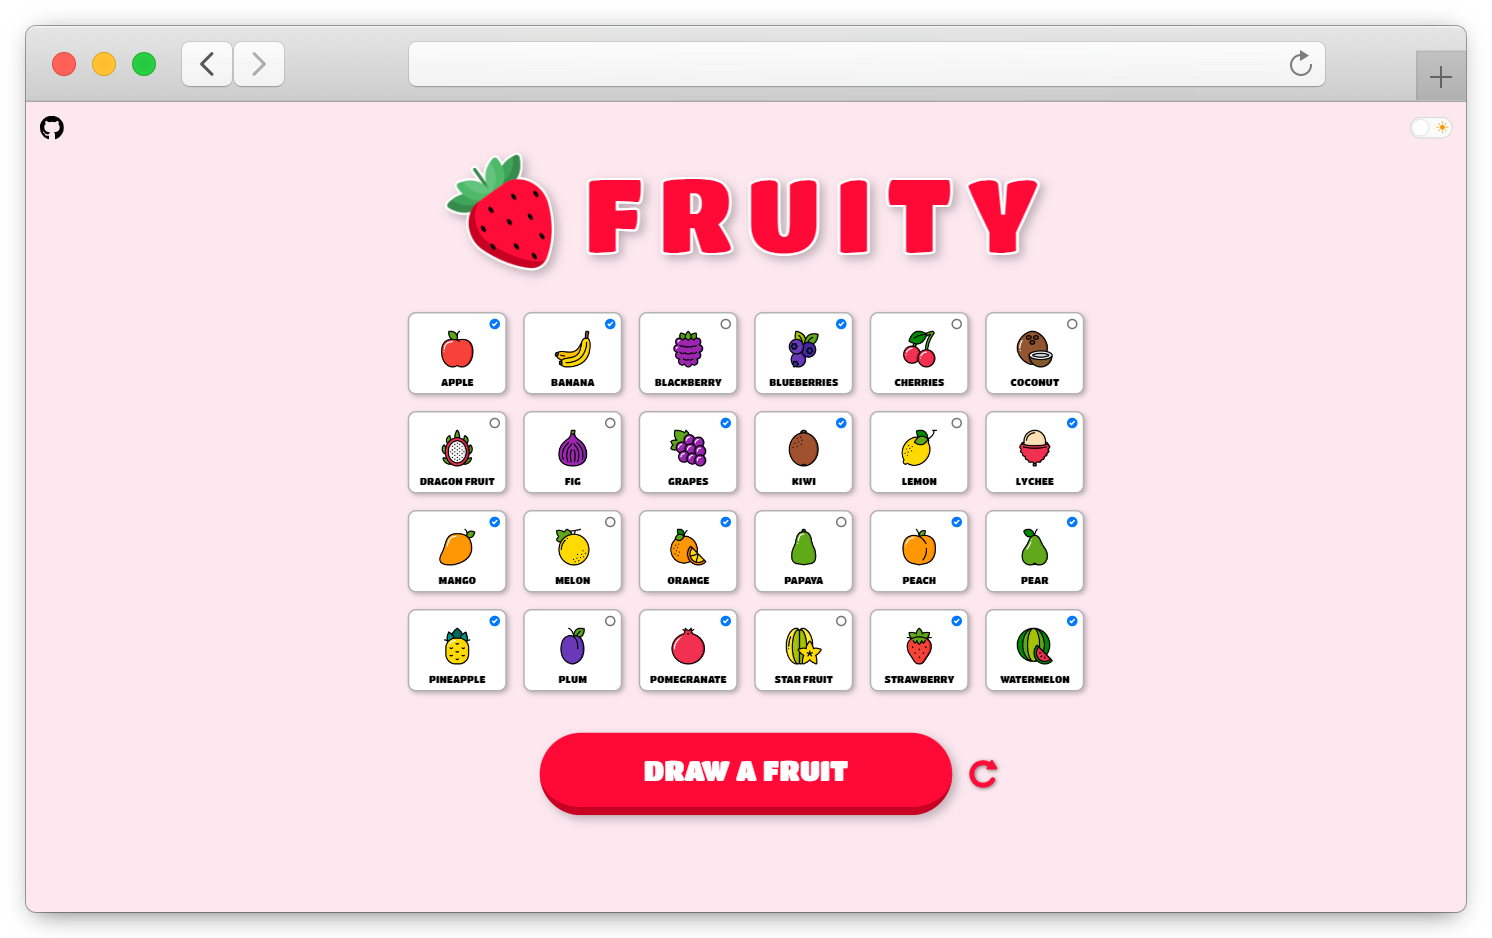 FRUITY
APPLE
BANANA
BLACKBERRY
BLUEBERRIES
CHERRIES
COCONUT
DRAGON FRUIT
FIG
GRAPES
KIWI
LEMON
LYCHEE
MANGO
MELON
ORANGE
PAPAYA
PEACH
PEAR
PINEAPPLE
PLUM
POMEGRANATE
STAR FRUIT
STRAWBERRY
WATERMELON
DRAW A FRUIT